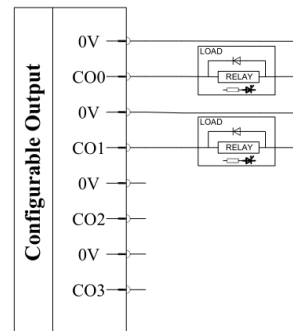 Configurable Output
0V
LOAD
CO0
RELAY
0V
LOAD
CO1
RELAY
0V
CO2
0V
CO3